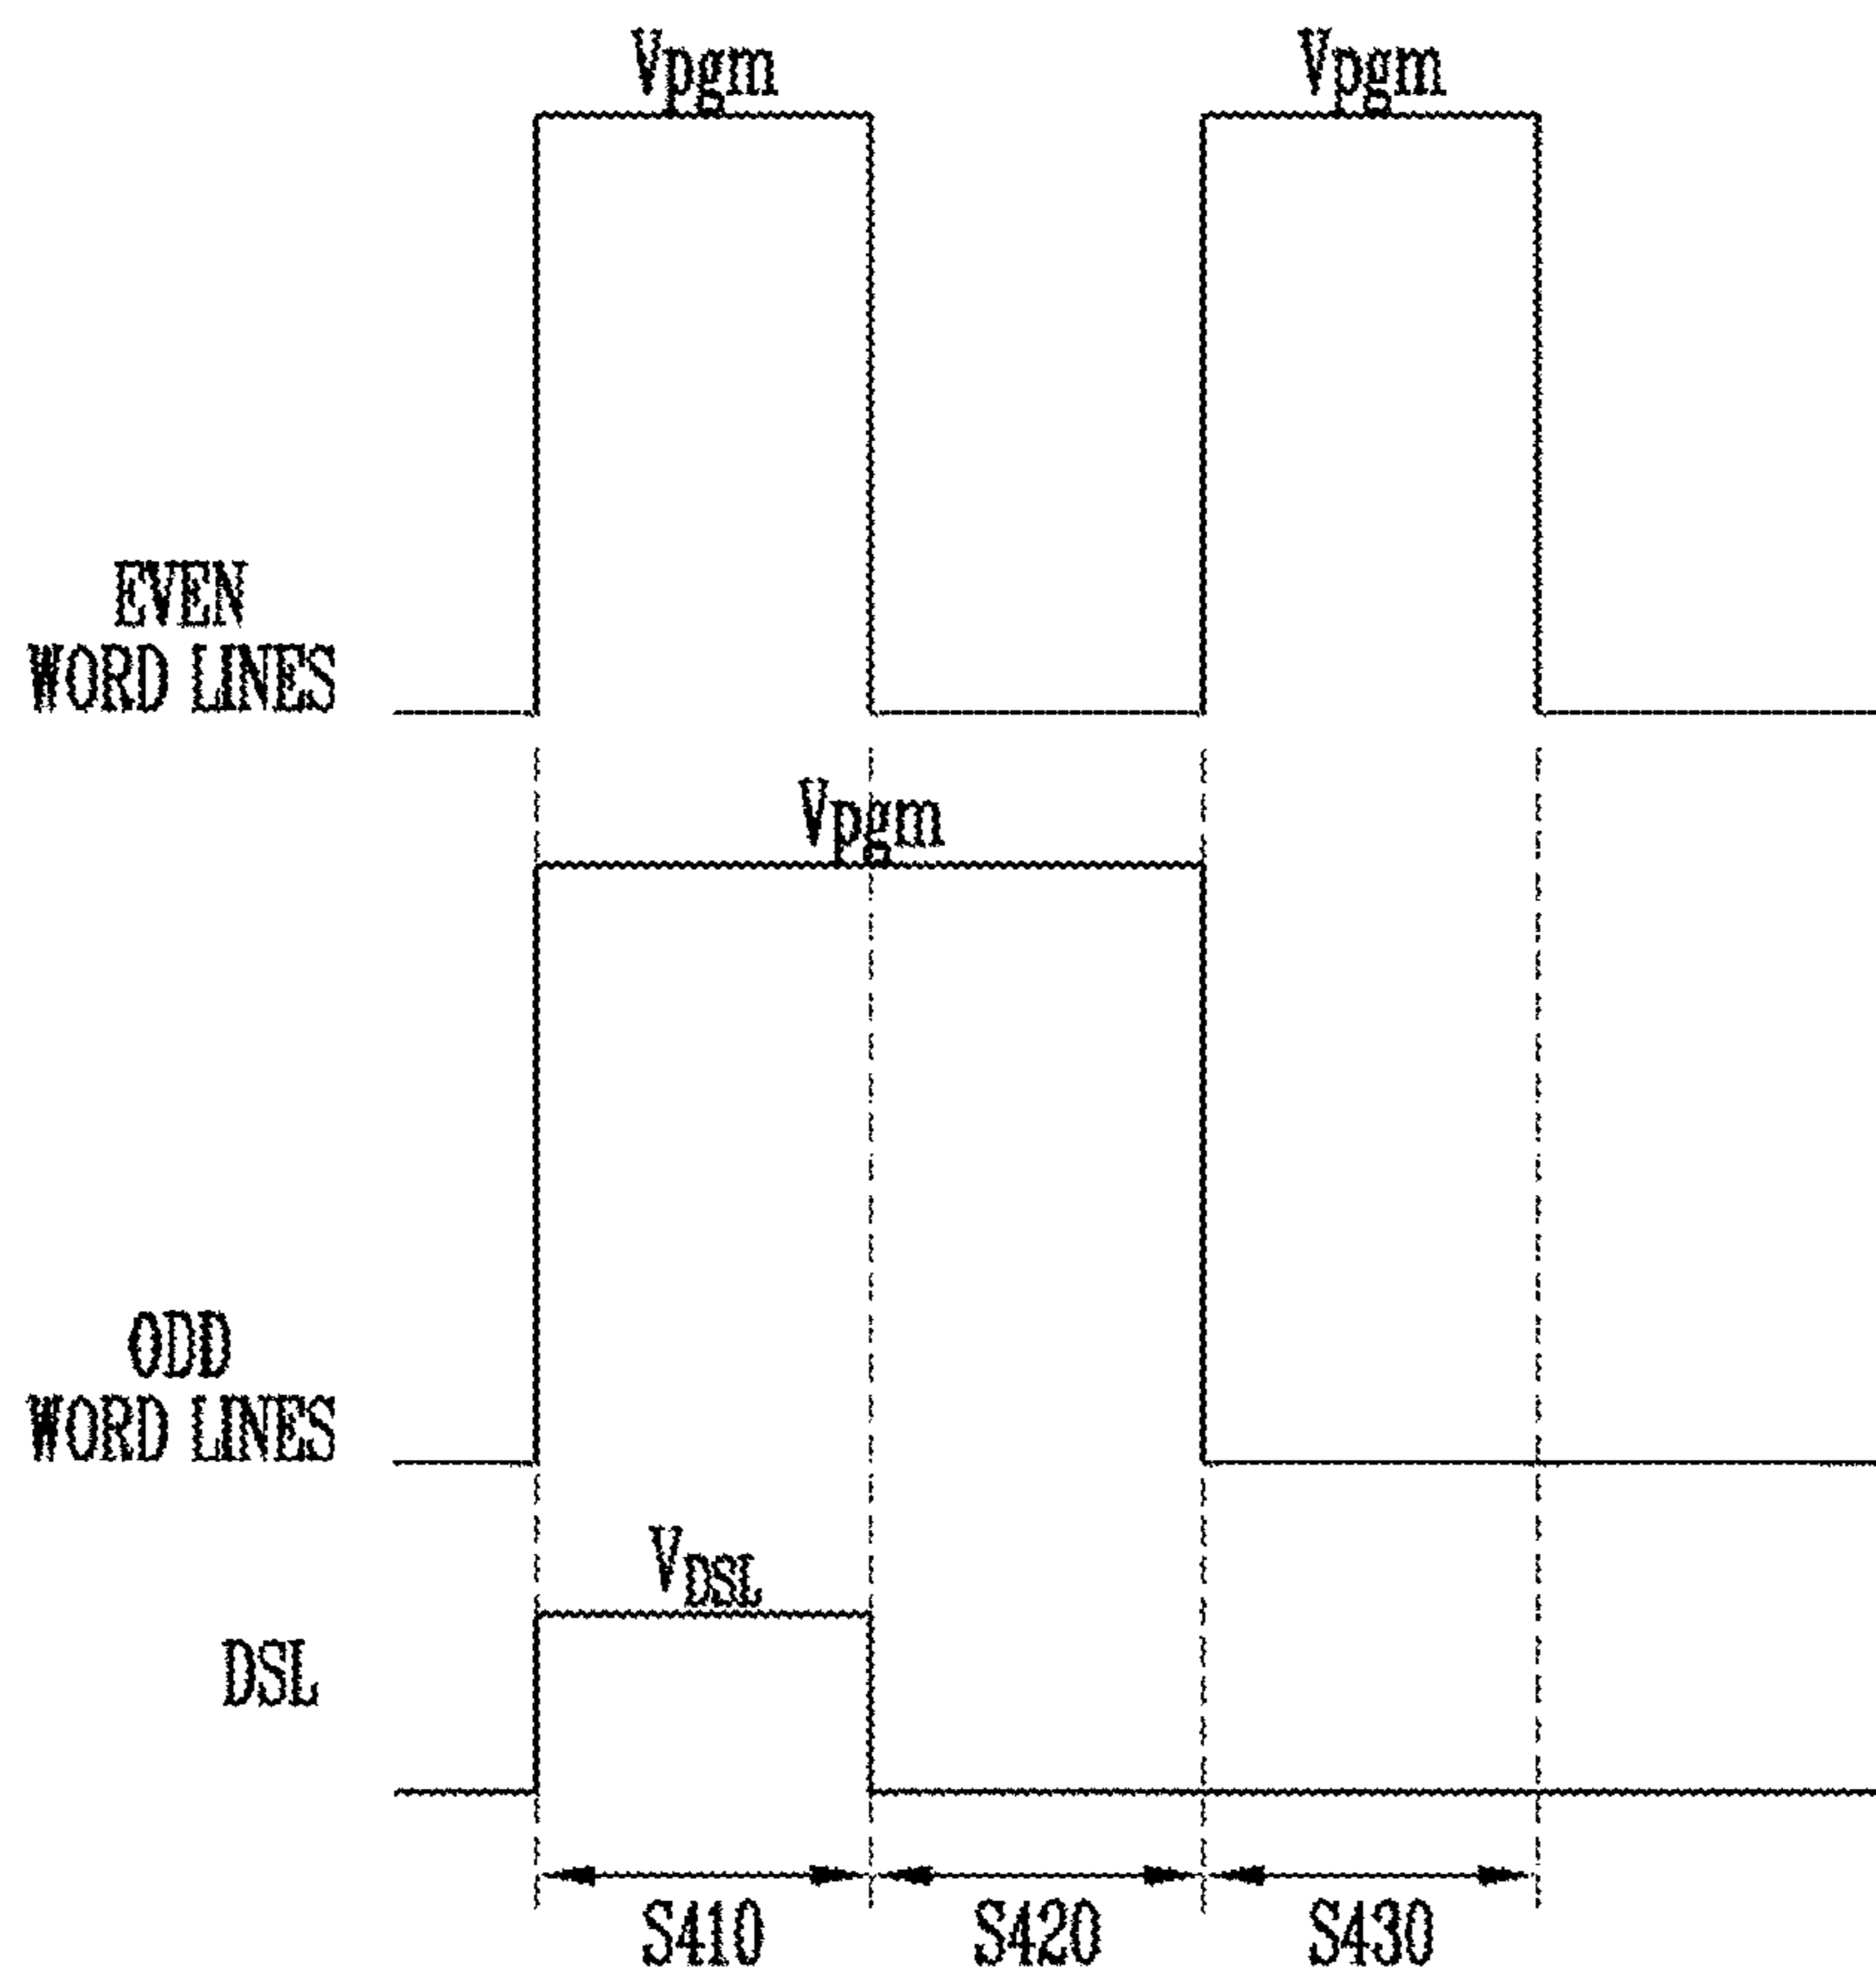 Vpgm
Vpgm
EVEN
WORD LINES
Vpgm
ODD
WORD LINES
VDSL
DSL
S410
S420
S430